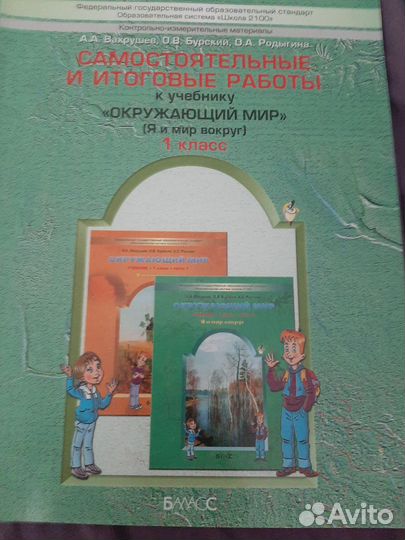 Федеральный государственный образовательный стандарт
Образовательная система «Школа 2100»
Контрольно-измерительные материалы
А.А. Вахрушев, О.В. Бурский, О.А. Родыгина
САМОСТОЯТЕЛЬНЫЕ
И ИТОГОВЫЕ РАБОТЫ
к учебнику
«ОКРУЖАЮЩИЙ МИР»
(Я и мир вокруг)
1 класс
ОКРУЖАЮЩИЙ МИР
ОКРУЖАЮЩИЙ МИР
Я и мир вокруг
БАЛАСС
Avito